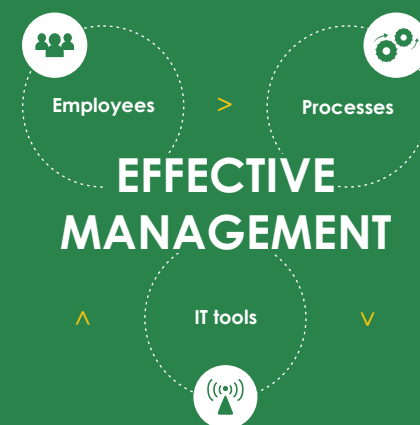 Employees
>
Processes
EFFECTIVE
MANAGEMENT
IT tools